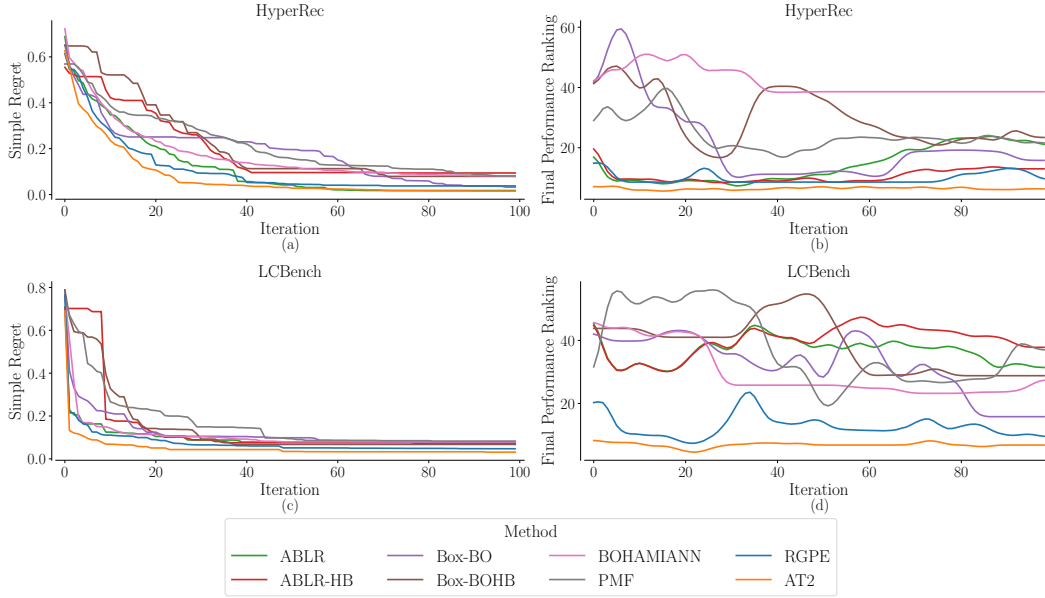 HyperRec
Simple Regret
0.6
0.4
0.2
0.0
0 20 40 60 80 100
Iteration
(a)
HyperRec
Final Performance Ranking
60
40
20
0 20 40 60 80
Iteration
(b)
LCBench
Simple Regret
0.8
0.6
0.4
0.2
0.0
0 20 40 60 80 100
Iteration
(c)
LCBench
Final Performance Ranking
40
20
0 20 40 60 80
Iteration
(d)
Method
ABLR Box-BO BOHAMIANN RGPE
ABLR-HB Box-BOHB PMF AT2